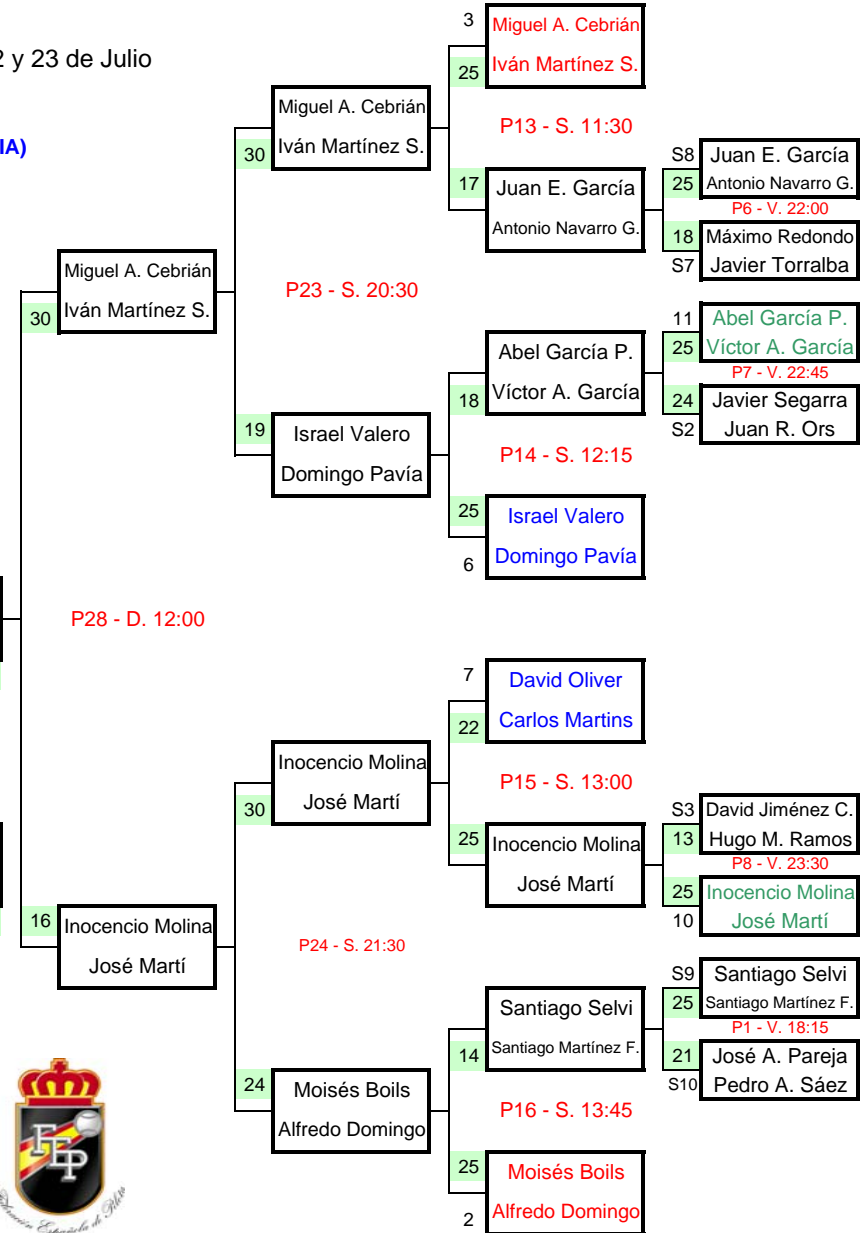 2 y 23 de Julio
IA)
3
Miguel A. Cebrián
25
Iván Martínez S.
P13 - S. 11:30
17
Juan E. García
Antonio Navarro G.
S8
Juan E. García
25
Antonio Navarro G.
P6 - V. 22:00
18
Máximo Redondo
S7
Javier Torralba
Miguel A. Cebrián
30
Iván Martínez S.
P23 - S. 20:30
19
Israel Valero
Domingo Pavía
Miguel A. Cebrián
30
Iván Martínez S.
Abel García P.
18
Víctor A. García
P14 - S. 12:15
25
Israel Valero
Domingo Pavía
6
11
Abel García P.
25
Víctor A. García
P7 - V. 22:45
24
Javier Segarra
S2
Juan R. Ors
P28 - D. 12:00
7
David Oliver
22
Carlos Martins
P15 - S. 13:00
25
Inocencio Molina
José Martí
S3
David Jiménez C.
13
Hugo M. Ramos
P8 - V. 23:30
25
Inocencio Molina
10
José Martí
Inocencio Molina
30
José Martí
P24 - S. 21:30
24
Moisés Boils
Alfredo Domingo
16
Inocencio Molina
José Martí
Santiago Selvi
14
Santiago Martínez F.
P16 - S. 13:45
25
Moisés Boils
Alfredo Domingo
2
S9
Santiago Selvi
25
Santiago Martínez F.
P1 - V. 18:15
21
José A. Pareja
S10
Pedro A. Sáez
FEP
Federación Española de Pelota